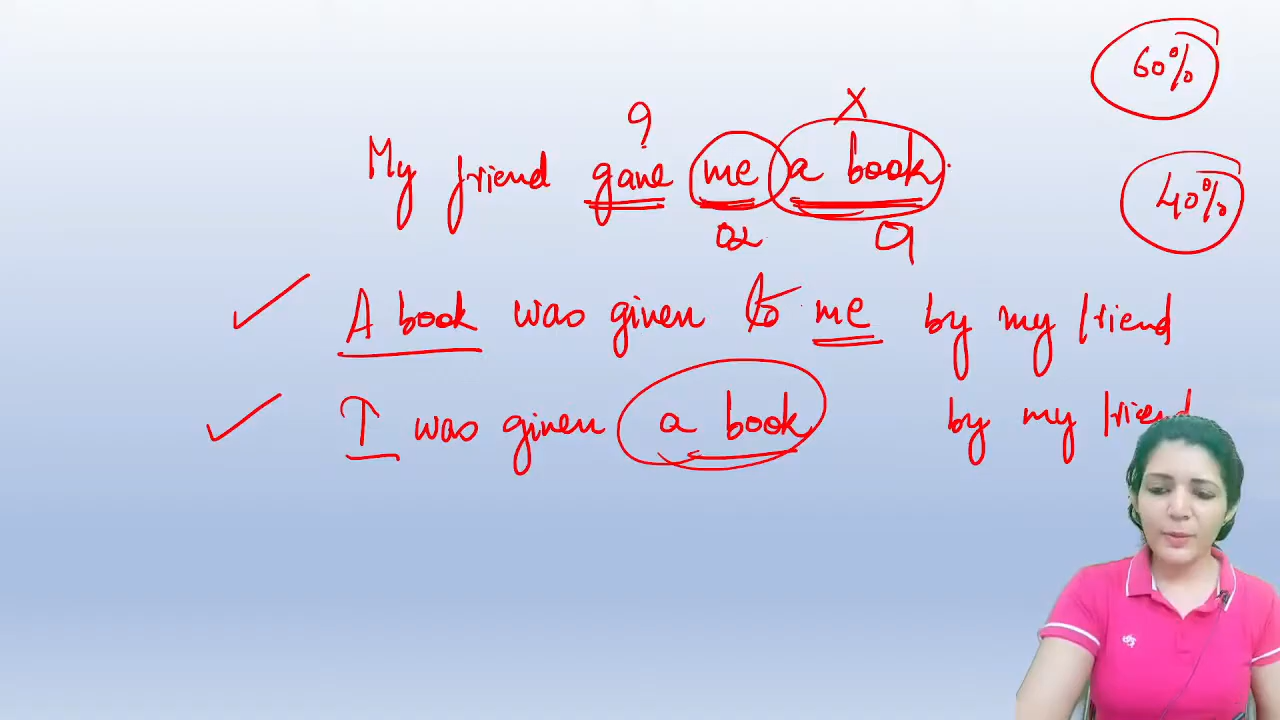 60%
? X
My friend gave me a book.
40%
A book was given to me by my friend
I was given a book by my friend